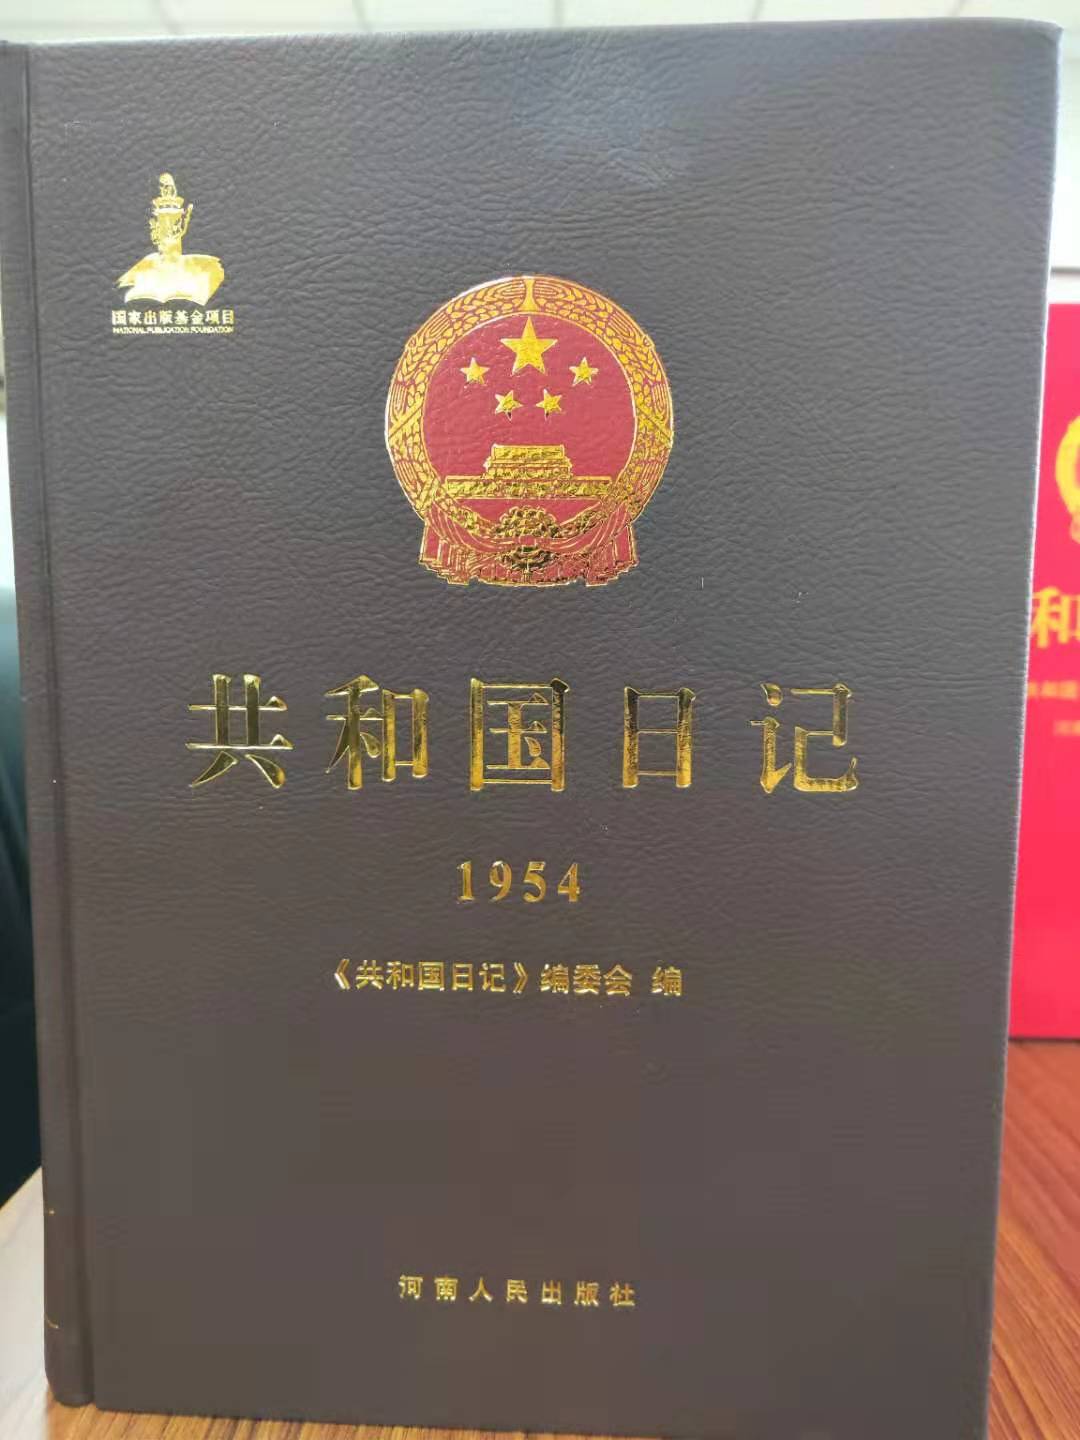 国家出版基金项目
NATIONAL PUBLICATION FOUNDATION
共和国日记
1954
《共和国日记》编委会 编
河南人民出版社
和